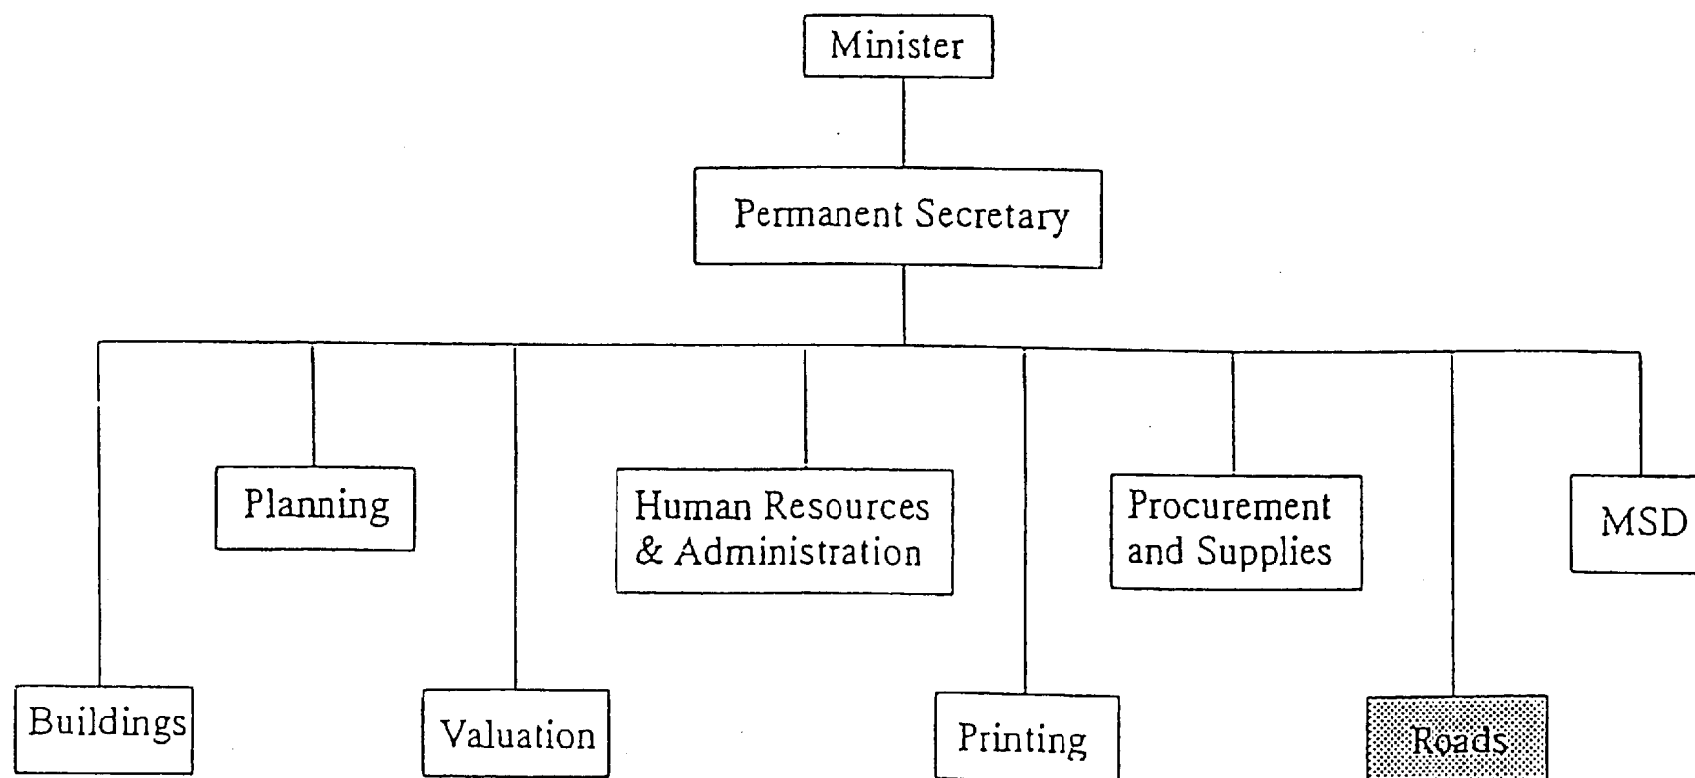 Minister
Permanent Secretary
Planning
Human Resources
& Administration
Procurement
and Supplies
MSD
Buildings
Valuation
Printing
Roads